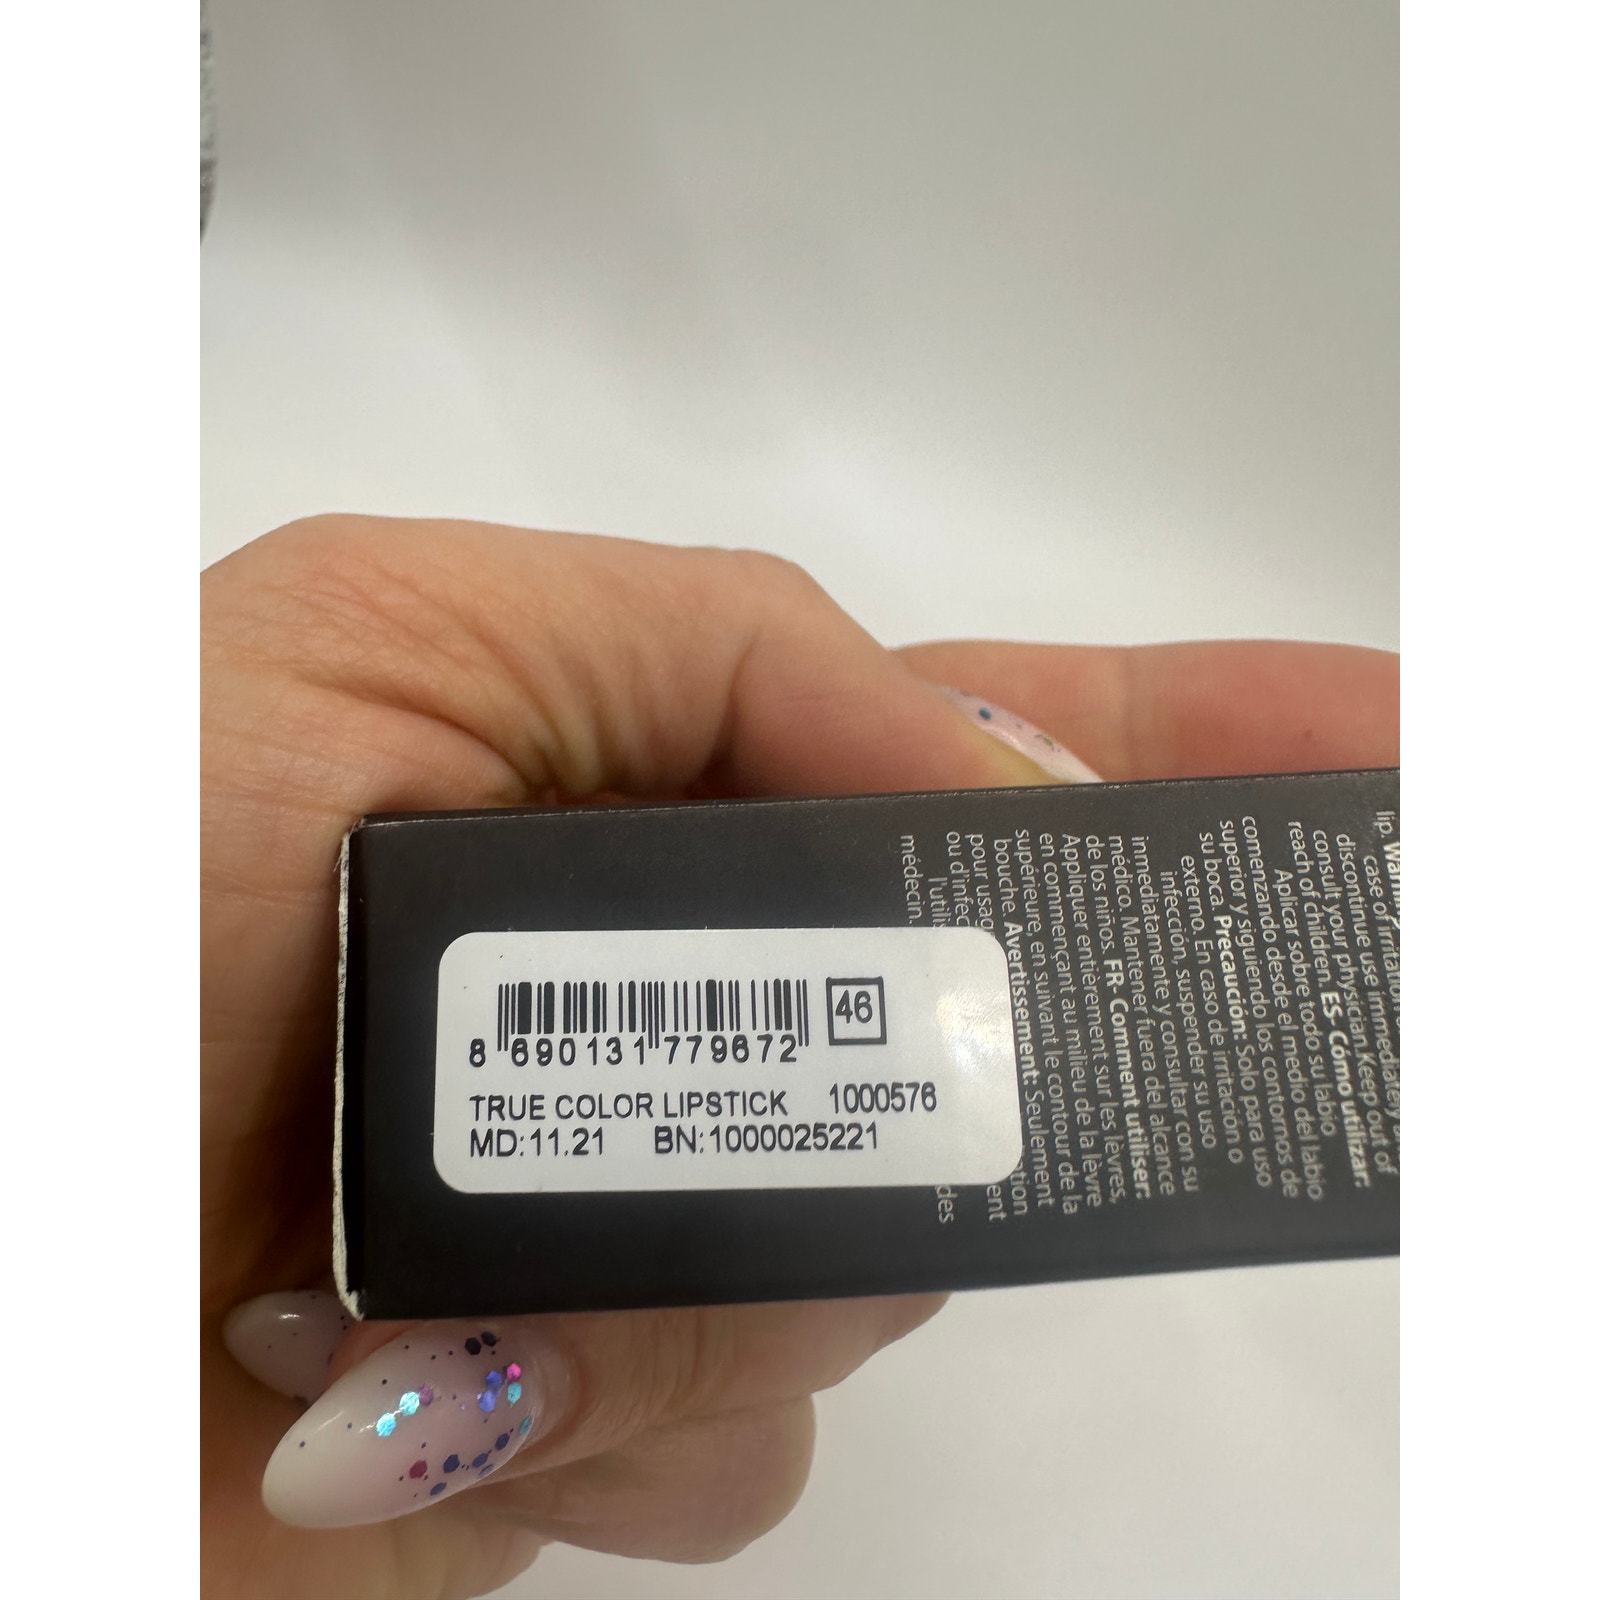 46
8 690131 779672
TRUE COLOR LIPSTICK 1000576
MD:11.21 BN:1000025221
lip. Warning:
case of irritation
discontinue use immediately
consult your physician. Keep out of
reach of children. ES- Cómo utilizar:
Aplicar sobre todo su labio
comenzando desde el medio del labio
superior y siguiendo los contornos de
su boca. Precaución: Solo para uso
externo. En caso de irritación o
infección, suspender su uso
immediatamente y consultar con su
médico. Mantener fuera del alcance
de los niños. FR- Comment utiliser:
Appliquer entièrement sur les lèvres,
en commençant au milieu de la lèvre
supérieure, en suivant le contour de la
bouche. Avertissement: Seulement
pour usag
ou d'infec
l'utilis
médecin. des